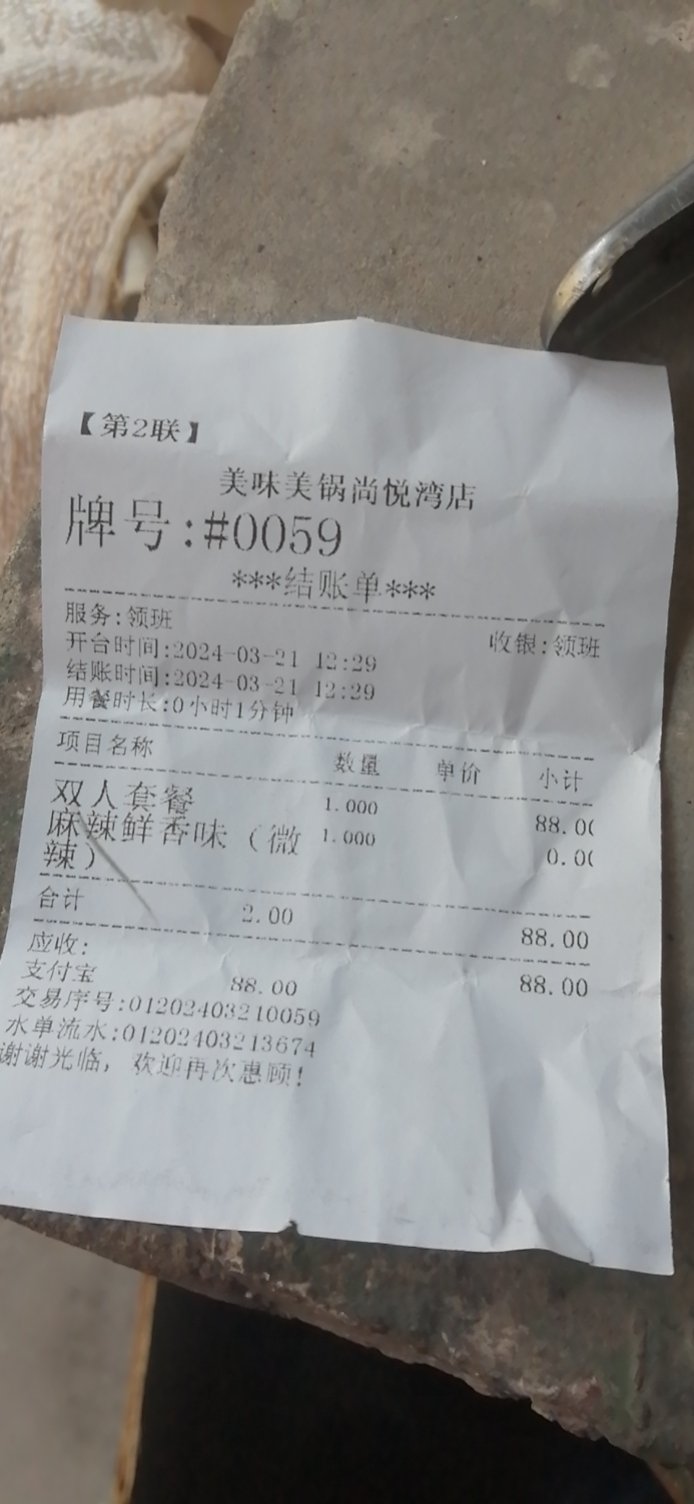 【第2联】
美味美锅尚悦湾店
牌号:#0059
***结账单***
服务:领班 收银:领班
开台时间:2024-03-21 12:29
结账时间:2024-03-21 12:29
用餐时长:0小时1分钟
项目名称 数量 单价 小计
双人套餐 1.000 88.0(
麻辣鲜香味（微 1.000 0.0(
辣）
合计 2.00 88.00
应收: 88.00
支付宝 88.00
交易序号:01202403210059
水单流水:01202403213674
谢谢光临，欢迎再次惠顾!